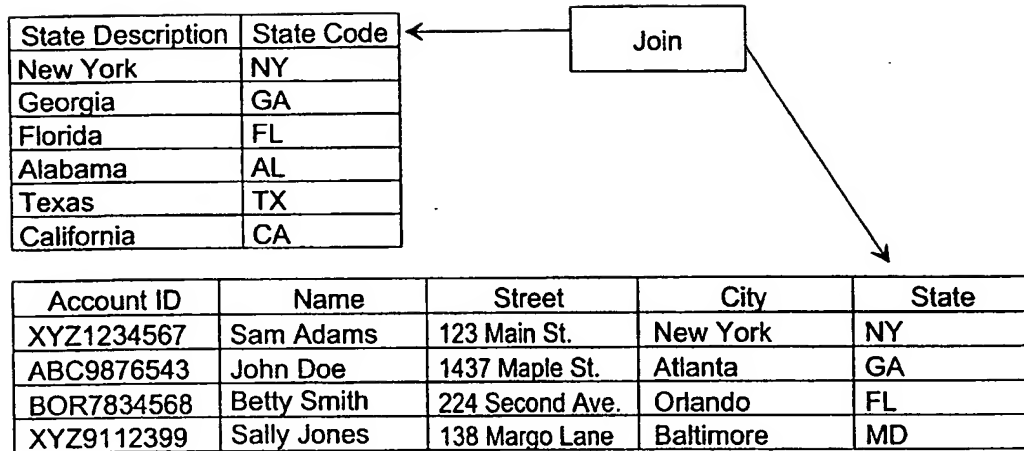 State Description State Code
New York NY
Georgia GA
Florida FL
Alabama AL
Texas TX
California CA
Join
Account ID Name Street City State
XYZ1234567 Sam Adams 123 Main St. New York NY
ABC9876543 John Doe 1437 Maple St. Atlanta GA
BOR7834568 Betty Smith 224 Second Ave. Orlando FL
XYZ9112399 Sally Jones 138 Margo Lane Baltimore MD